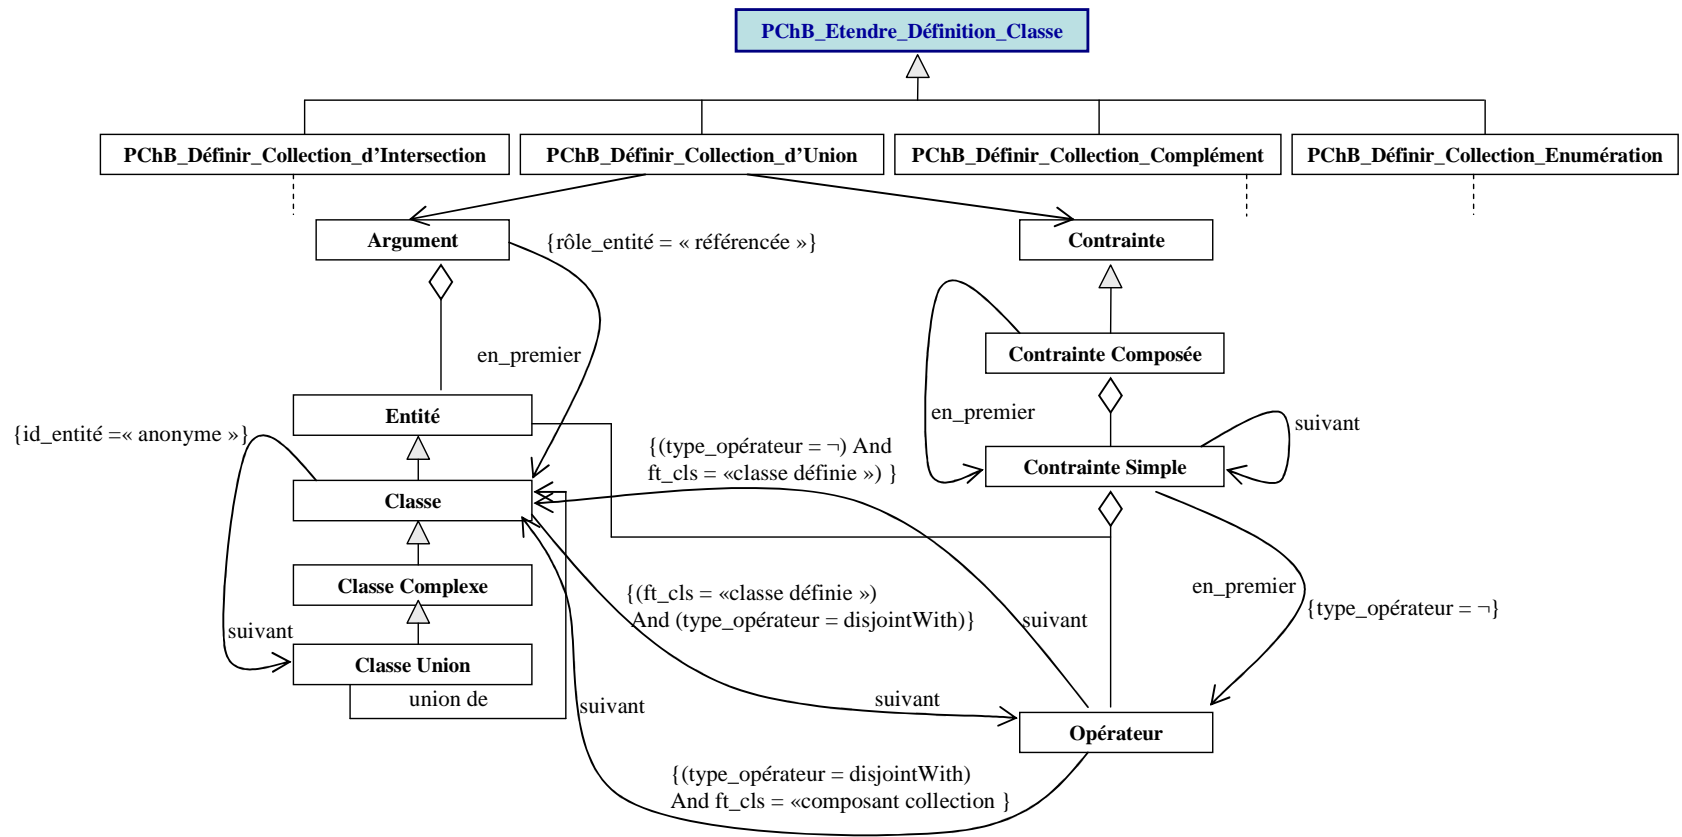 PChB_Etendre_Définition_Classe
PChB_Définir_Collection_d’Intersection
PChB_Définir_Collection_d’Union
PChB_Définir_Collection_Complément
PChB_Définir_Collection_Enumération
Argument
{rôle_entité = « référencée »}
Contrainte
en_premier
Contrainte Composée
Entité
en_premier
suivant
{id_entité =« anonyme »}
{(type_opérateur = ¬) And
ft_cls = «classe définie ») }
Contrainte Simple
Classe
Classe Complexe
{(ft_cls = «classe définie »)
And (type_opérateur = disjointWith)}
suivant
en_premier
{type_opérateur = ¬}
suivant
Classe Union
union de
suivant
suivant
Opérateur
{(type_opérateur = disjointWith)
And ft_cls = «composant collection }